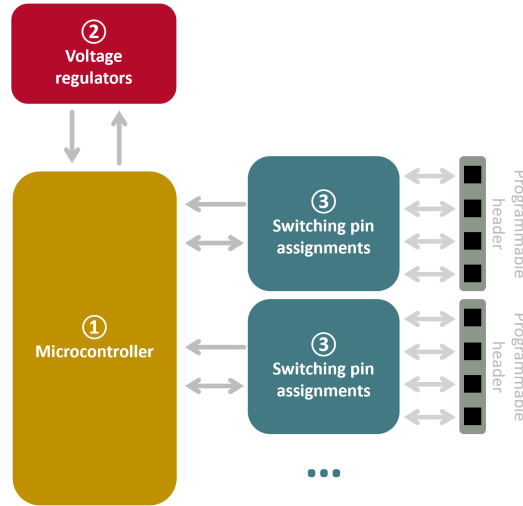 ②
Voltage
regulators
①
Microcontroller
③
Switching pin
assignments
Programmable
header
③
Switching pin
assignments
Programmable
header
...